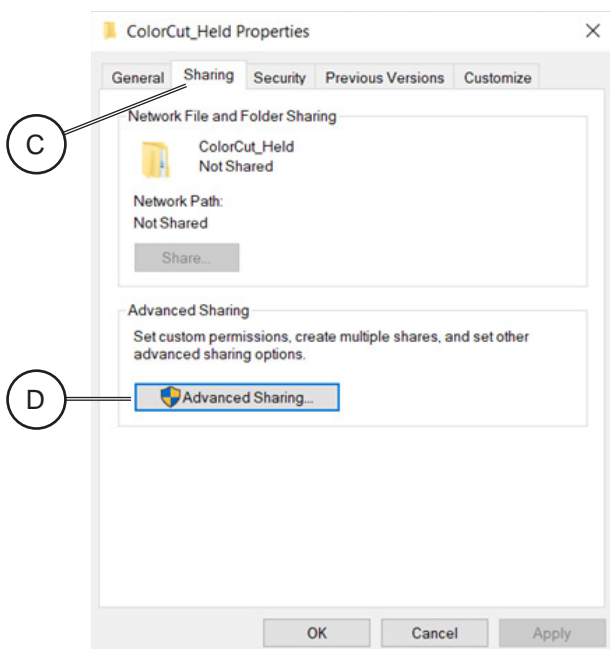 ColorCut_Held Properties
General Sharing Security Previous Versions Customize
C
Network File and Folder Sharing
ColorCut_Held
Not Shared
Network Path:
Not Shared
Share...
Advanced Sharing
Set custom permissions, create multiple shares, and set other
advanced sharing options.
D
Advanced Sharing...
OK Cancel Apply